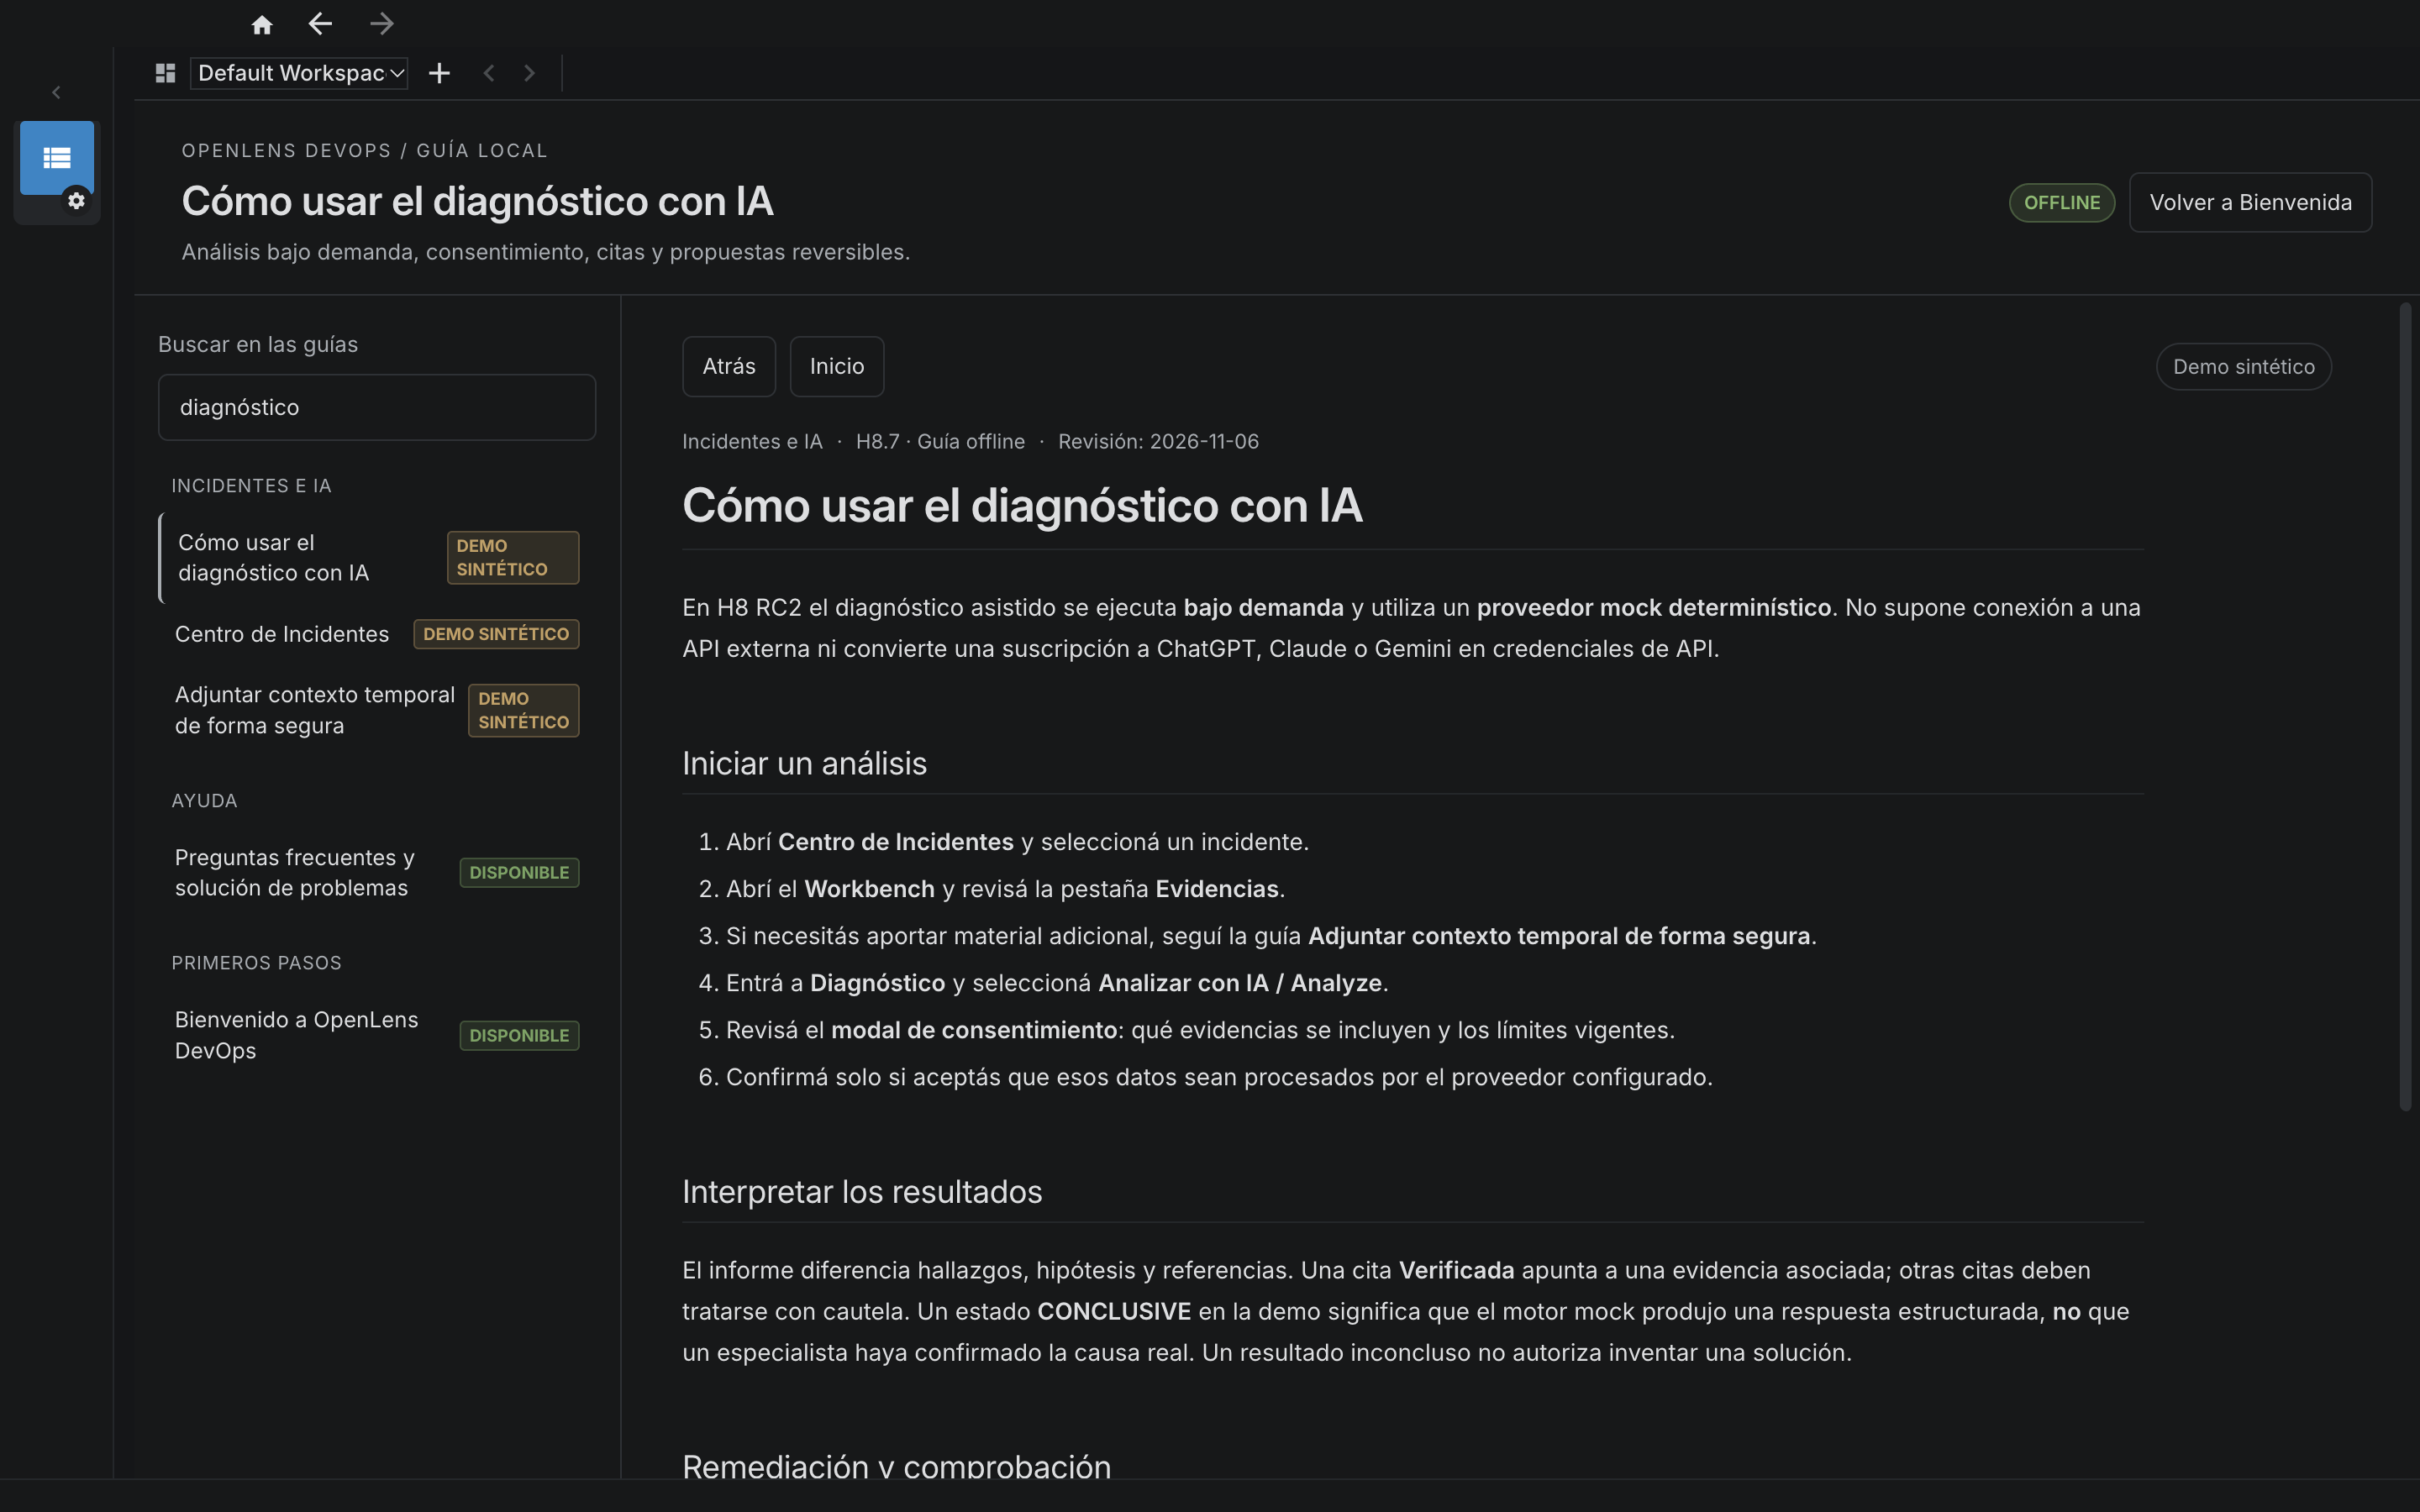 Default Workspac
OPENLENS DEVOPS / GUÍA LOCAL
Cómo usar el diagnóstico con IA
Análisis bajo demanda, consentimiento, citas y propuestas reversibles.
OFFLINE
Volver a Bienvenida
Buscar en las guías
diagnóstico
INCIDENTES E IA
Cómo usar el
diagnóstico con IA
DEMO
SINTÉTICO
Centro de Incidentes
DEMO SINTÉTICO
Adjuntar contexto temporal
de forma segura
DEMO
SINTÉTICO
AYUDA
Preguntas frecuentes y
solución de problemas
DISPONIBLE
PRIMEROS PASOS
Bienvenido a OpenLens
DevOps
DISPONIBLE
Atrás
Inicio
Demo sintético
Incidentes e IA · H8.7 · Guía offline · Revisión: 2026-11-06
Cómo usar el diagnóstico con IA
En H8 RC2 el diagnóstico asistido se ejecuta bajo demanda y utiliza un proveedor mock determinístico. No supone conexión a una
API externa ni convierte una suscripción a ChatGPT, Claude o Gemini en credenciales de API.
Iniciar un análisis
1. Abrí Centro de Incidentes y seleccioná un incidente.
2. Abrí el Workbench y revisá la pestaña Evidencias.
3. Si necesitás aportar material adicional, seguí la guía Adjuntar contexto temporal de forma segura.
4. Entrá a Diagnóstico y seleccioná Analizar con IA / Analyze.
5. Revisá el modal de consentimiento: qué evidencias se incluyen y los límites vigentes.
6. Confirmá solo si aceptás que esos datos sean procesados por el proveedor configurado.
Interpretar los resultados
El informe diferencia hallazgos, hipótesis y referencias. Una cita Verificada apunta a una evidencia asociada; otras citas deben
tratarse con cautela. Un estado CONCLUSIVE en la demo significa que el motor mock produjo una respuesta estructurada, no que
un especialista haya confirmado la causa real. Un resultado inconcluso no autoriza inventar una solución.
Remediación y comprobación